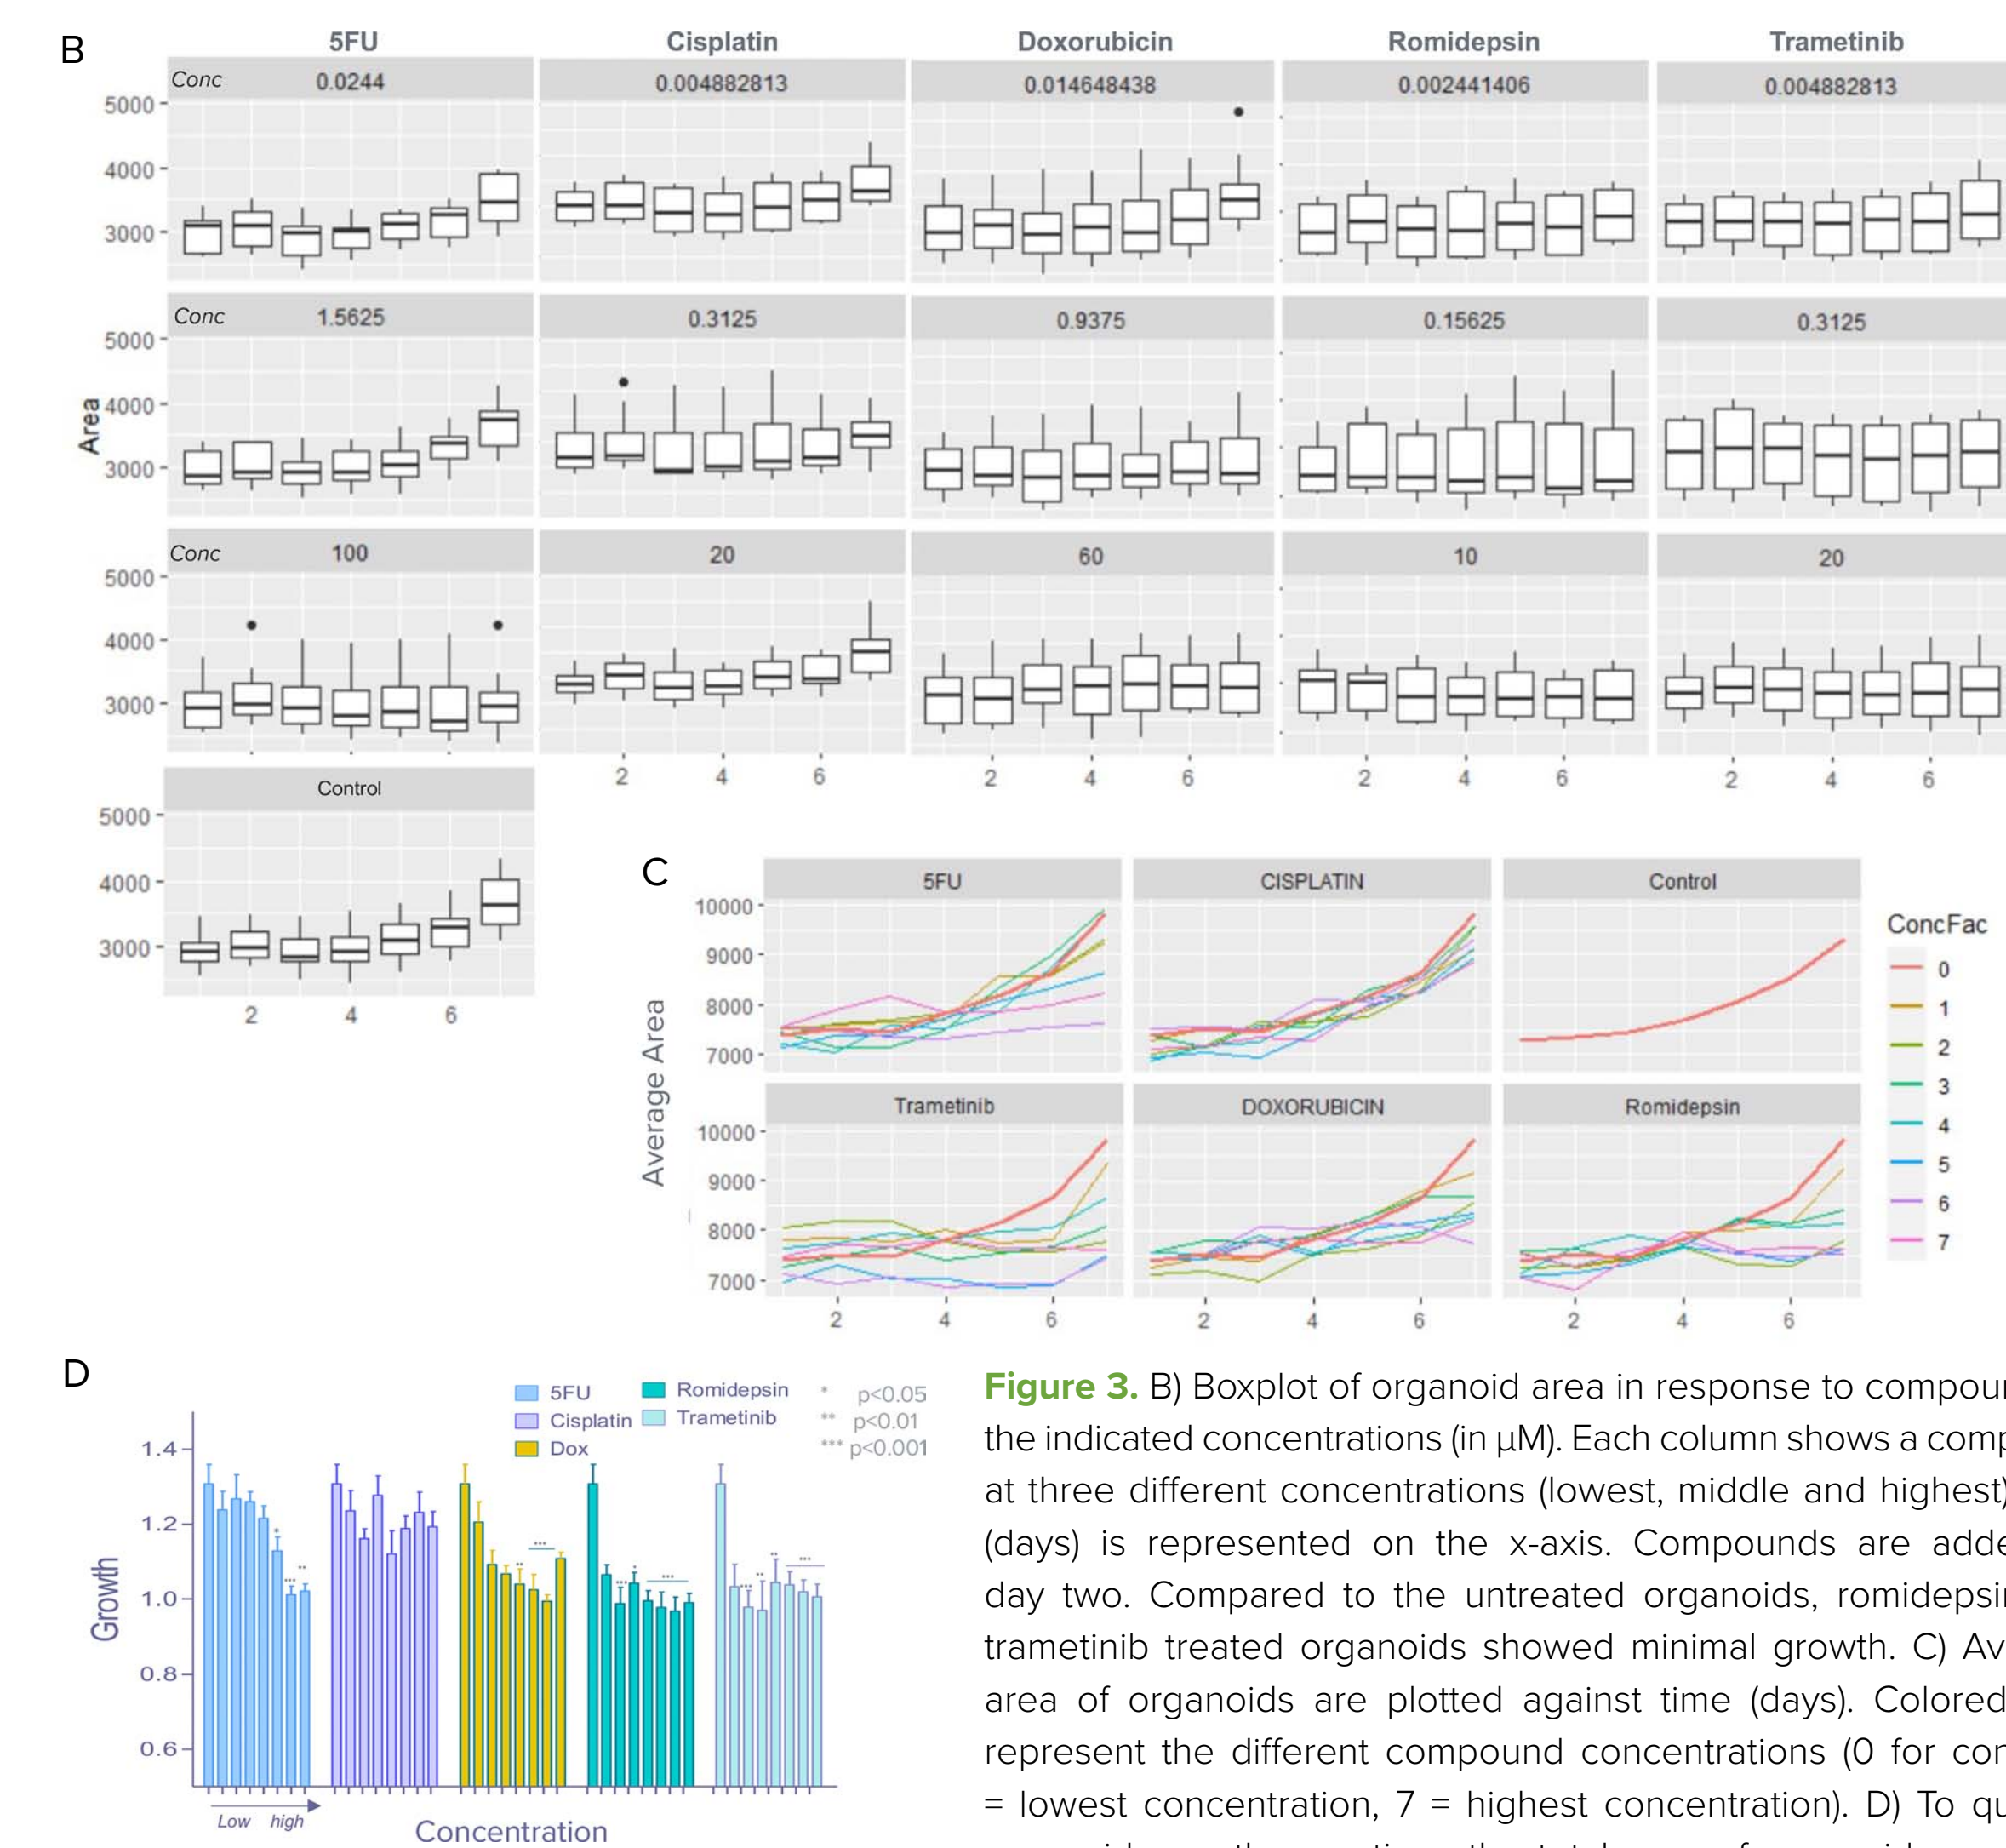 B
5FU Cisplatin Doxorubicin Romidepsin Trametinib
Conc 0.0244 0.004882813 0.014648438 0.002441406 0.004882813
5000
4000
3000
Conc 1.5625 0.3125 0.9375 0.15625 0.3125
5000
4000
3000
Area
Conc 100 20 60 10 20
5000
4000
3000
2 4 6 2 4 6 2 4 6 2 4 6
Control
5000
4000
3000
2 4 6
C
5FU CISPLATIN Control
10000
9000
8000
7000
Average Area
Trametinib DOXORUBICIN Romidepsin
10000
9000
8000
7000
2 4 6 2 4 6 2 4 6
ConcFac
0
1
2
3
4
5
6
7
D
5FU Romidepsin * p<0.05
Cisplatin Trametinib ** p<0.01
Dox *** p<0.001
1.4
1.2
1.0
0.8
0.6
Growth
* *** ** ** *** *** * *** *** ** ** ***
Low high
Concentration
Figure 3. B) Boxplot of organoid area in response to compoun
the indicated concentrations (in µM). Each column shows a comp
at three different concentrations (lowest, middle and highest)
(days) is represented on the x-axis. Compounds are adde
day two. Compared to the untreated organoids, romidepsin
trametinib treated organoids showed minimal growth. C) Av
area of organoids are plotted against time (days). Colored
represent the different compound concentrations (0 for con
= lowest concentration, 7 = highest concentration). D) To qu